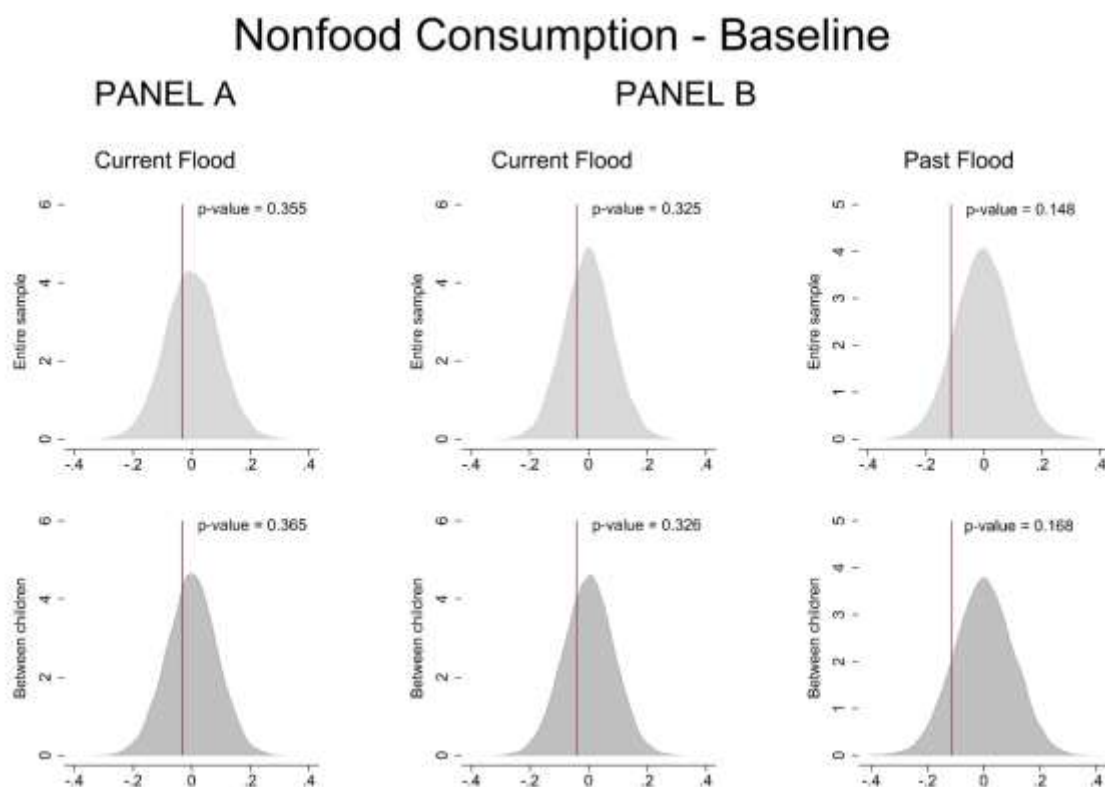 Nonfood Consumption - Baseline
PANEL A
PANEL B
Current Flood
Current Flood
Past Flood
Entire sample
0
2
4
6
p-value = 0.355
-.4 -.2 0 .2 .4
Entire sample
0
2
4
6
p-value = 0.325
-.4 -.2 0 .2 .4
Entire sample
0
1
2
3
4
5
p-value = 0.148
-.4 -.2 0 .2 .4
Between children
0
2
4
6
p-value = 0.365
-.4 -.2 0 .2 .4
Between children
0
2
4
6
p-value = 0.326
-.4 -.2 0 .2 .4
Between children
0
1
2
3
4
5
p-value = 0.168
-.4 -.2 0 .2 .4